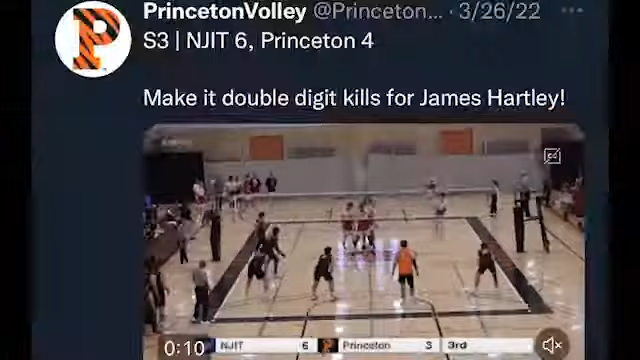 PrincetonVolley @Princeton... · 3/26/22 ...
S3 | NJIT 6, Princeton 4
Make it double digit kills for James Hartley!
0:10 NJIT 6 P Princeton 3 3rd